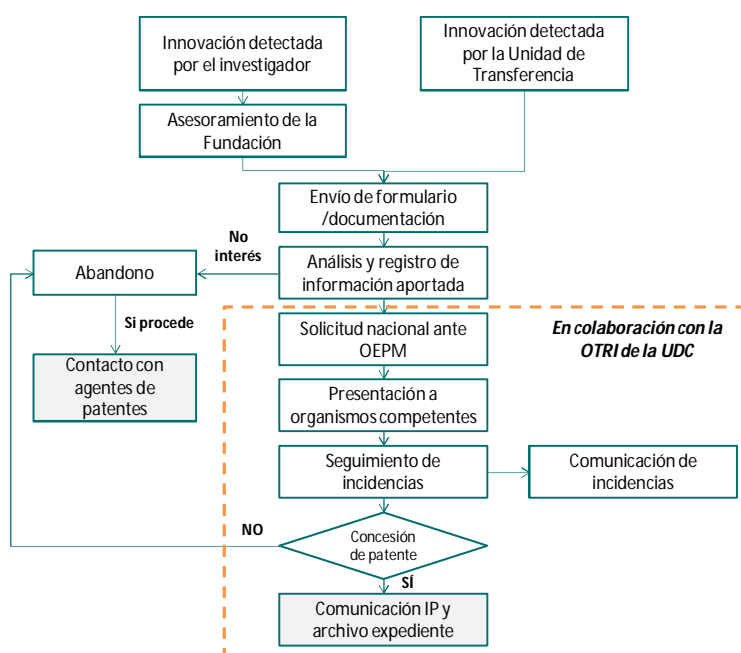 Innovación detectada
por el investigador
Innovación detectada
por la Unidad de
Transferencia
Asesoramiento de la
Fundación
Envío de formulario
/documentación
No
interés
Abandono
Análisis y registro de
información aportada
Si procede
Solicitud nacional ante
OEPM
En colaboración con la
OTRI de la UDC
Contacto con
agentes de
patentes
Presentación a
organismos competentes
Seguimiento de
incidencias
Comunicación de
incidencias
NO
Concesión
de patente
SÍ
Comunicación IP y
archivo expediente